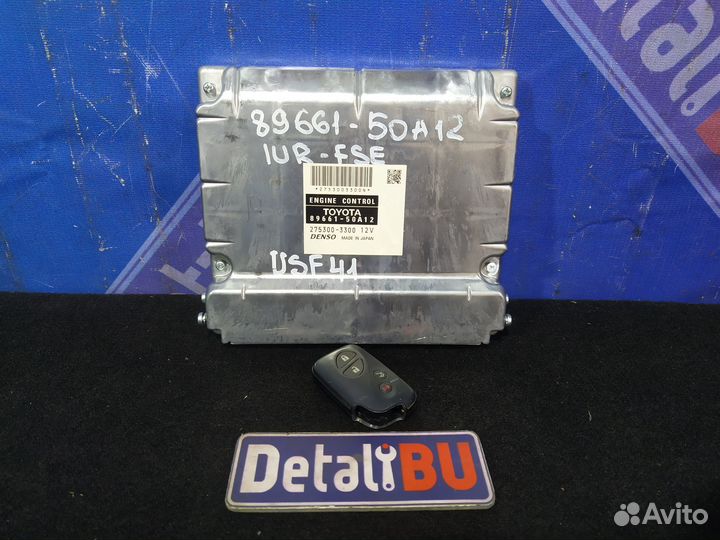 89661-50A12
1UR-FSE
*2753003300N*
ENGINE CONTROL
TOYOTA
89661-50A12
275300-3300 12V
DENSO MADE IN JAPAN
USF41
DetaliBU
Avito